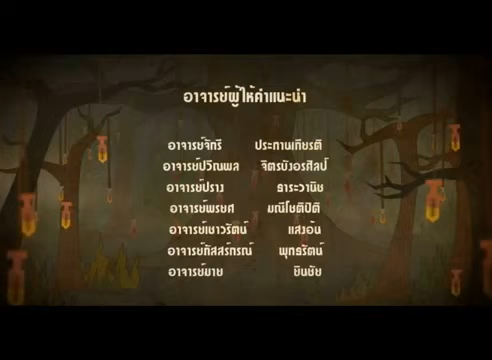 อาจารย์ผู้ให้คำแนะนำ
อาจารย์จักรี ประทานเกียรติ
อาจารย์ปวิณพล จิตรบังอรศิลป์
อาจารย์ปราง ธาระวานิช
อาจารย์พรยศ ฆณีโชติปิติ
อาจารย์เยาวรัตน์ แสงอ้น
อาจารย์ภัสสร์กรณ์ พุทธรัตน์
อาจารย์มาย ยินชัย